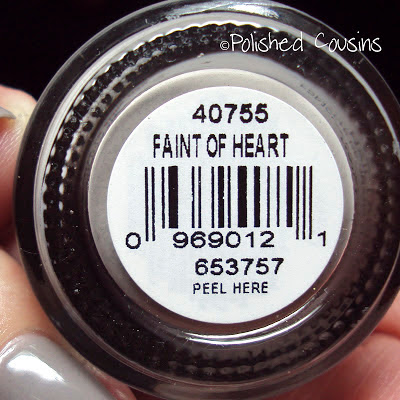 ©Polished Cousins
40755
FAINT OF HEART
0 969012 1
653757
PEEL HERE